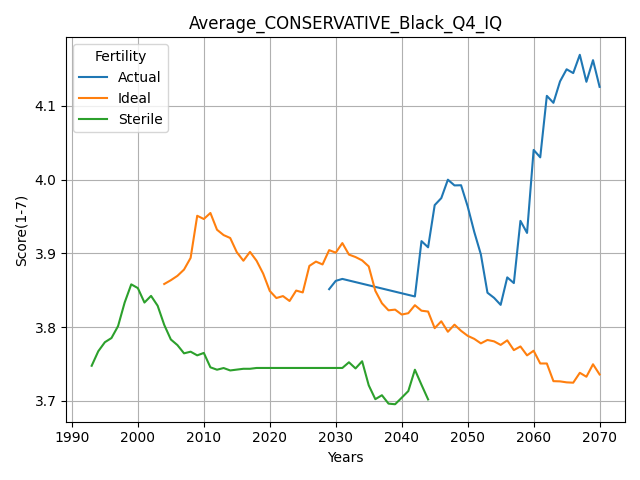 Average_CONSERVATIVE_Black_Q4_IQ
Fertility
Actual
Ideal
Sterile
Score(1-7)
4.1
4.0
3.9
3.8
3.7
1990 2000 2010 2020 2030 2040 2050 2060 2070
Years